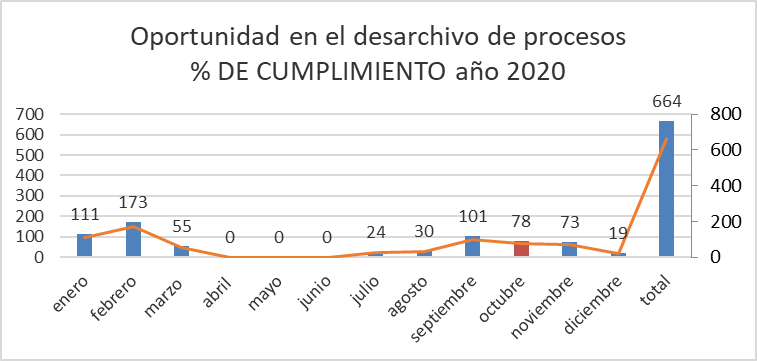 Oportunidad en el desarchivo de procesos
% DE CUMPLIMIENTO año 2020
700
600
500
400
300
200
100
0
800
600
400
200
0
111
173
55
0
0
0
24
30
101
78
73
19
664
enero
febrero
marzo
abril
mayo
junio
julio
agosto
septiembre
octubre
noviembre
diciembre
total